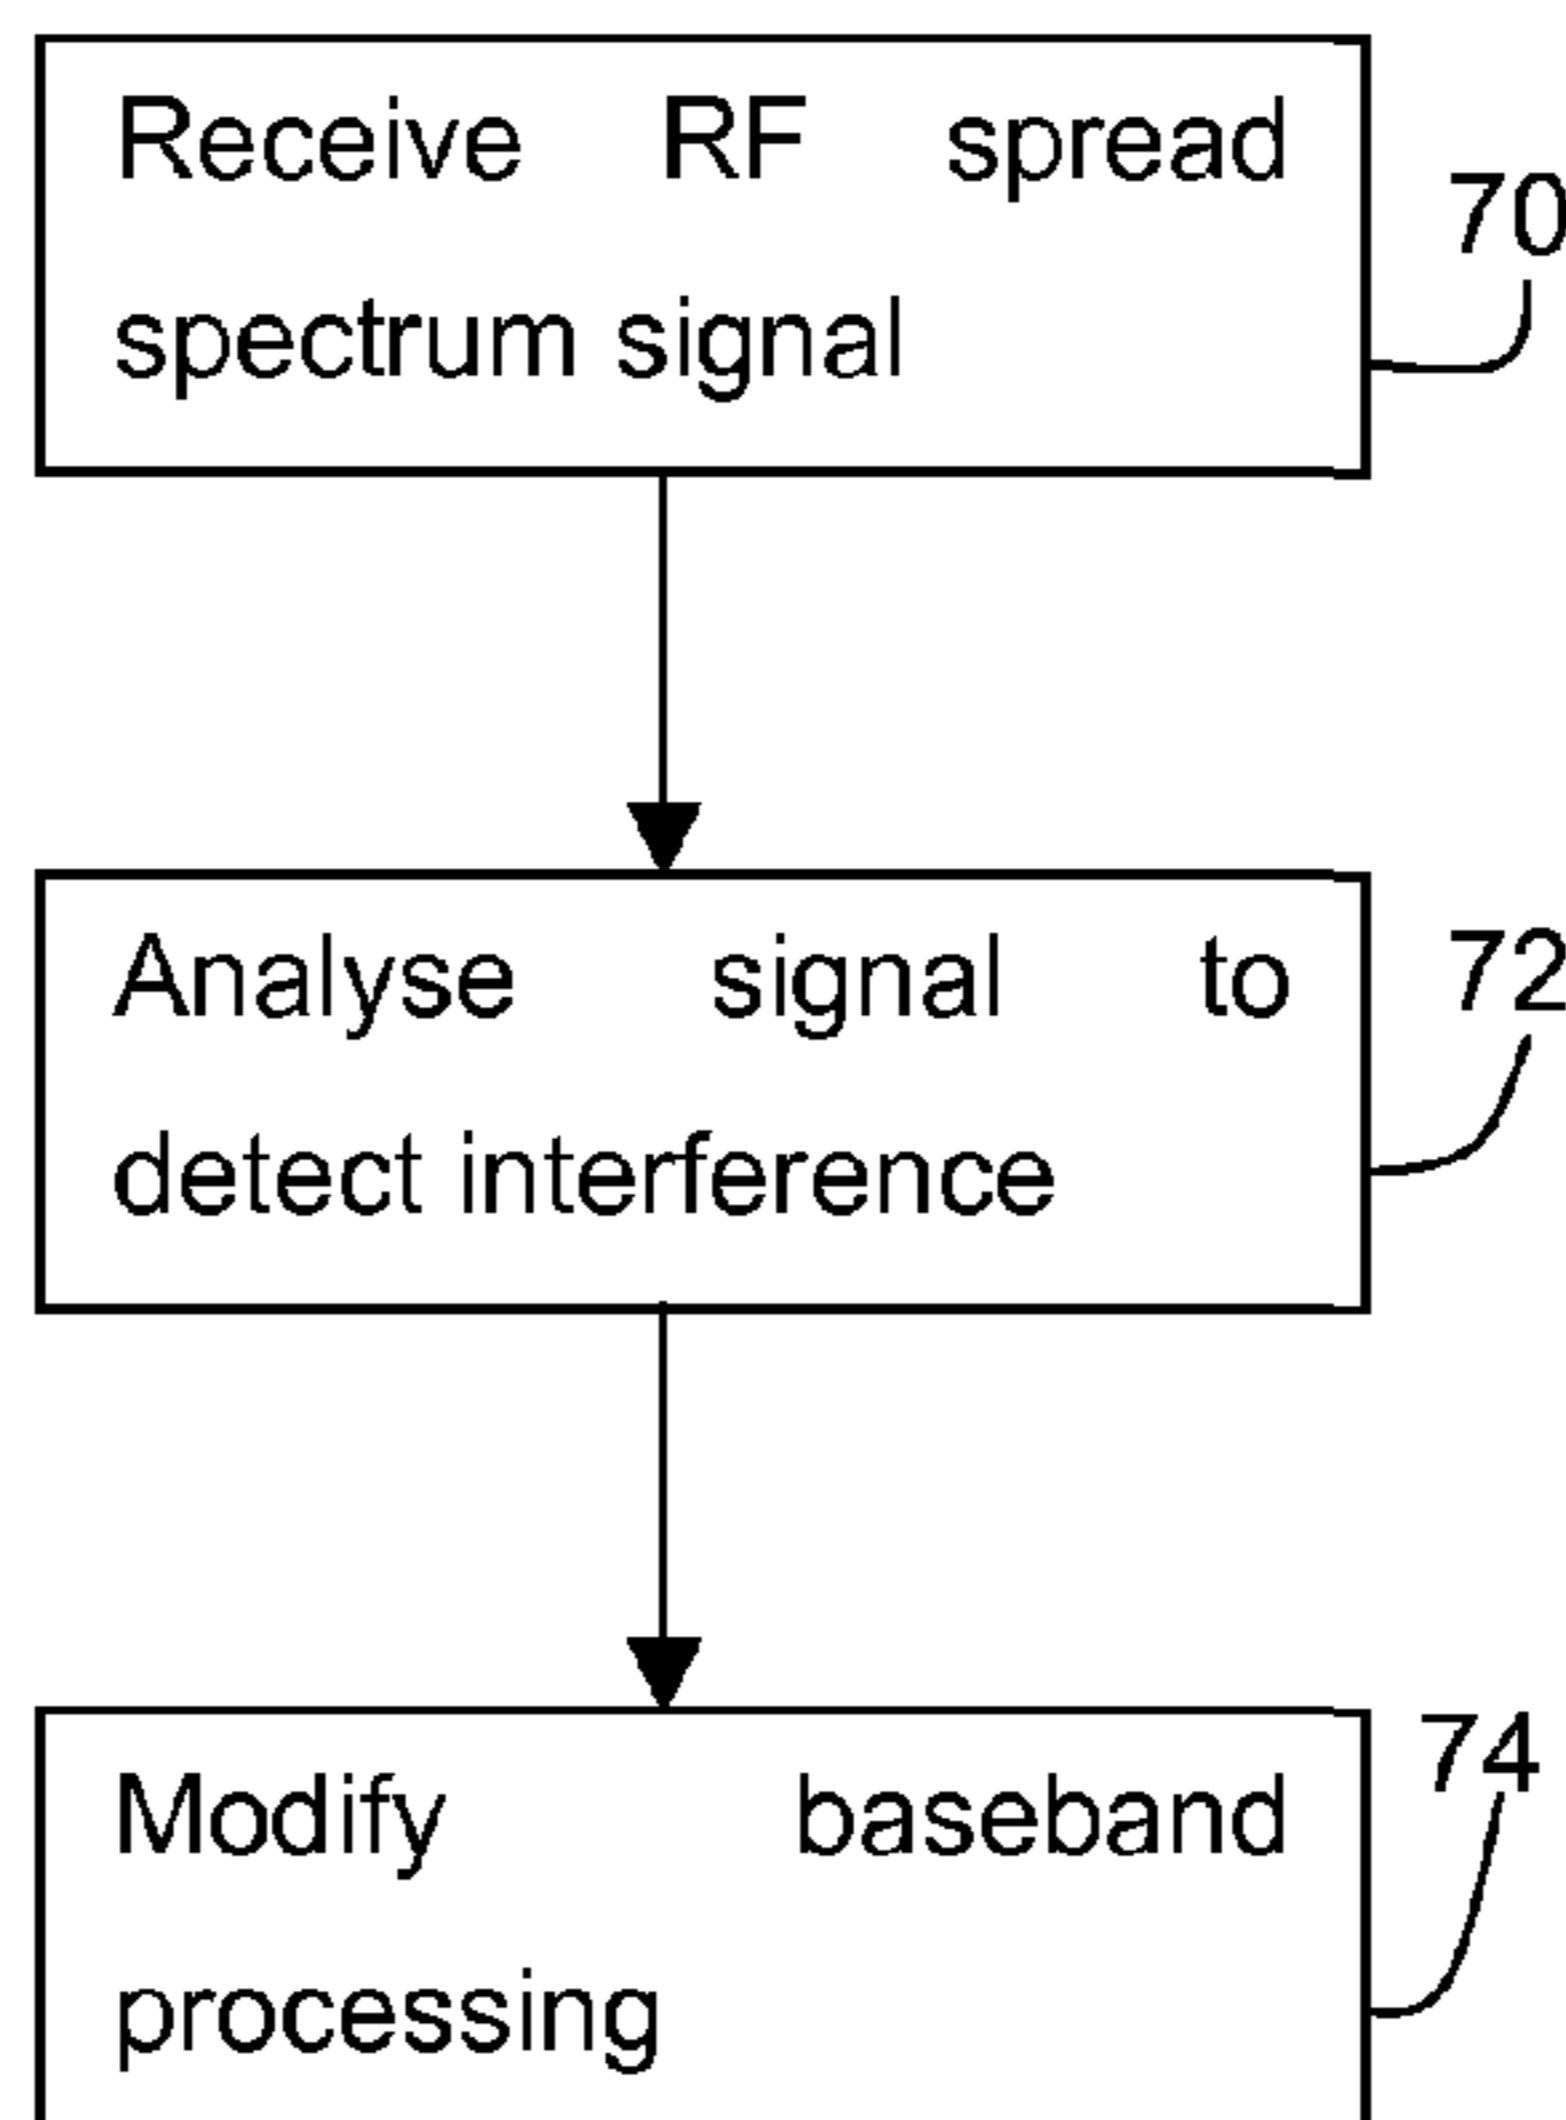 Receive RF spread
70
spectrum signal
Analyse signal to
72
detect interference
Modify baseband
74
processing